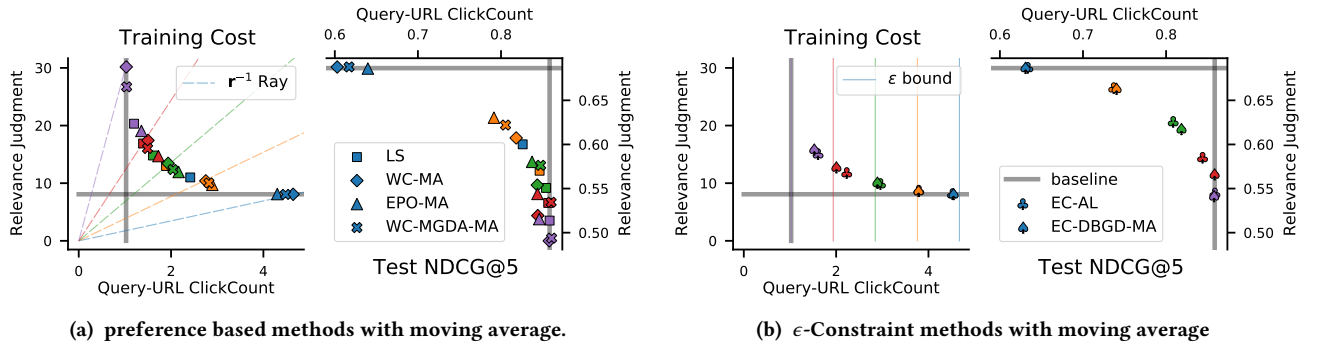 Query-URL ClickCount
0.6 0.8
Training Cost
r⁻¹ Ray
Relevance Judgment
30
20
10
0
0 2 4
Query-URL ClickCount
LS
WC-MA
EPO-MA
WC-MGDA-MA
0.65
0.60
0.55
0.50
Relevance Judgment
Test NDCG@5
(a) preference based methods with moving average.
Query-URL ClickCount
0.6 0.8
Training Cost
ε bound
Relevance Judgment
30
20
10
0
0 2 4
Query-URL ClickCount
baseline
EC-AL
EC-DBGD-MA
0.65
0.60
0.55
0.50
Relevance Judgment
Test NDCG@5
(b) ϵ-Constraint methods with moving average